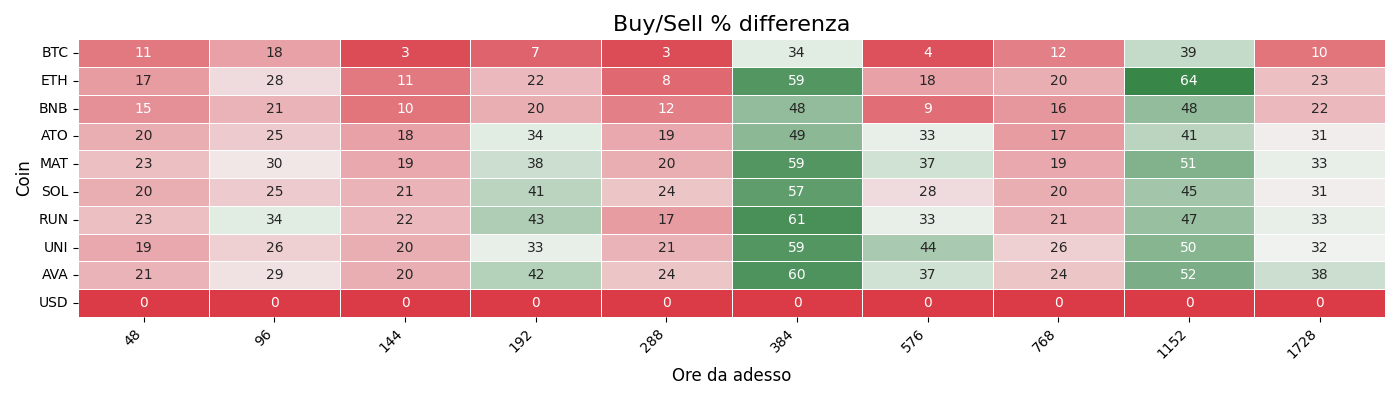 Buy/Sell % differenza
Coin
BTC 11 18 3 7 3 34 4 12 39 10
ETH 17 28 11 22 8 59 18 20 64 23
BNB 15 21 10 20 12 48 9 16 48 22
ATO 20 25 18 34 19 49 33 17 41 31
MAT 23 30 19 38 20 59 37 19 51 33
SOL 20 25 21 41 24 57 28 20 45 31
RUN 23 34 22 43 17 61 33 21 47 33
UNI 19 26 20 33 21 59 44 26 50 32
AVA 21 29 20 42 24 60 37 24 52 38
USD 0 0 0 0 0 0 0 0 0 0
48 96 144 192 288 384 576 768 1152 1728
Ore da adesso